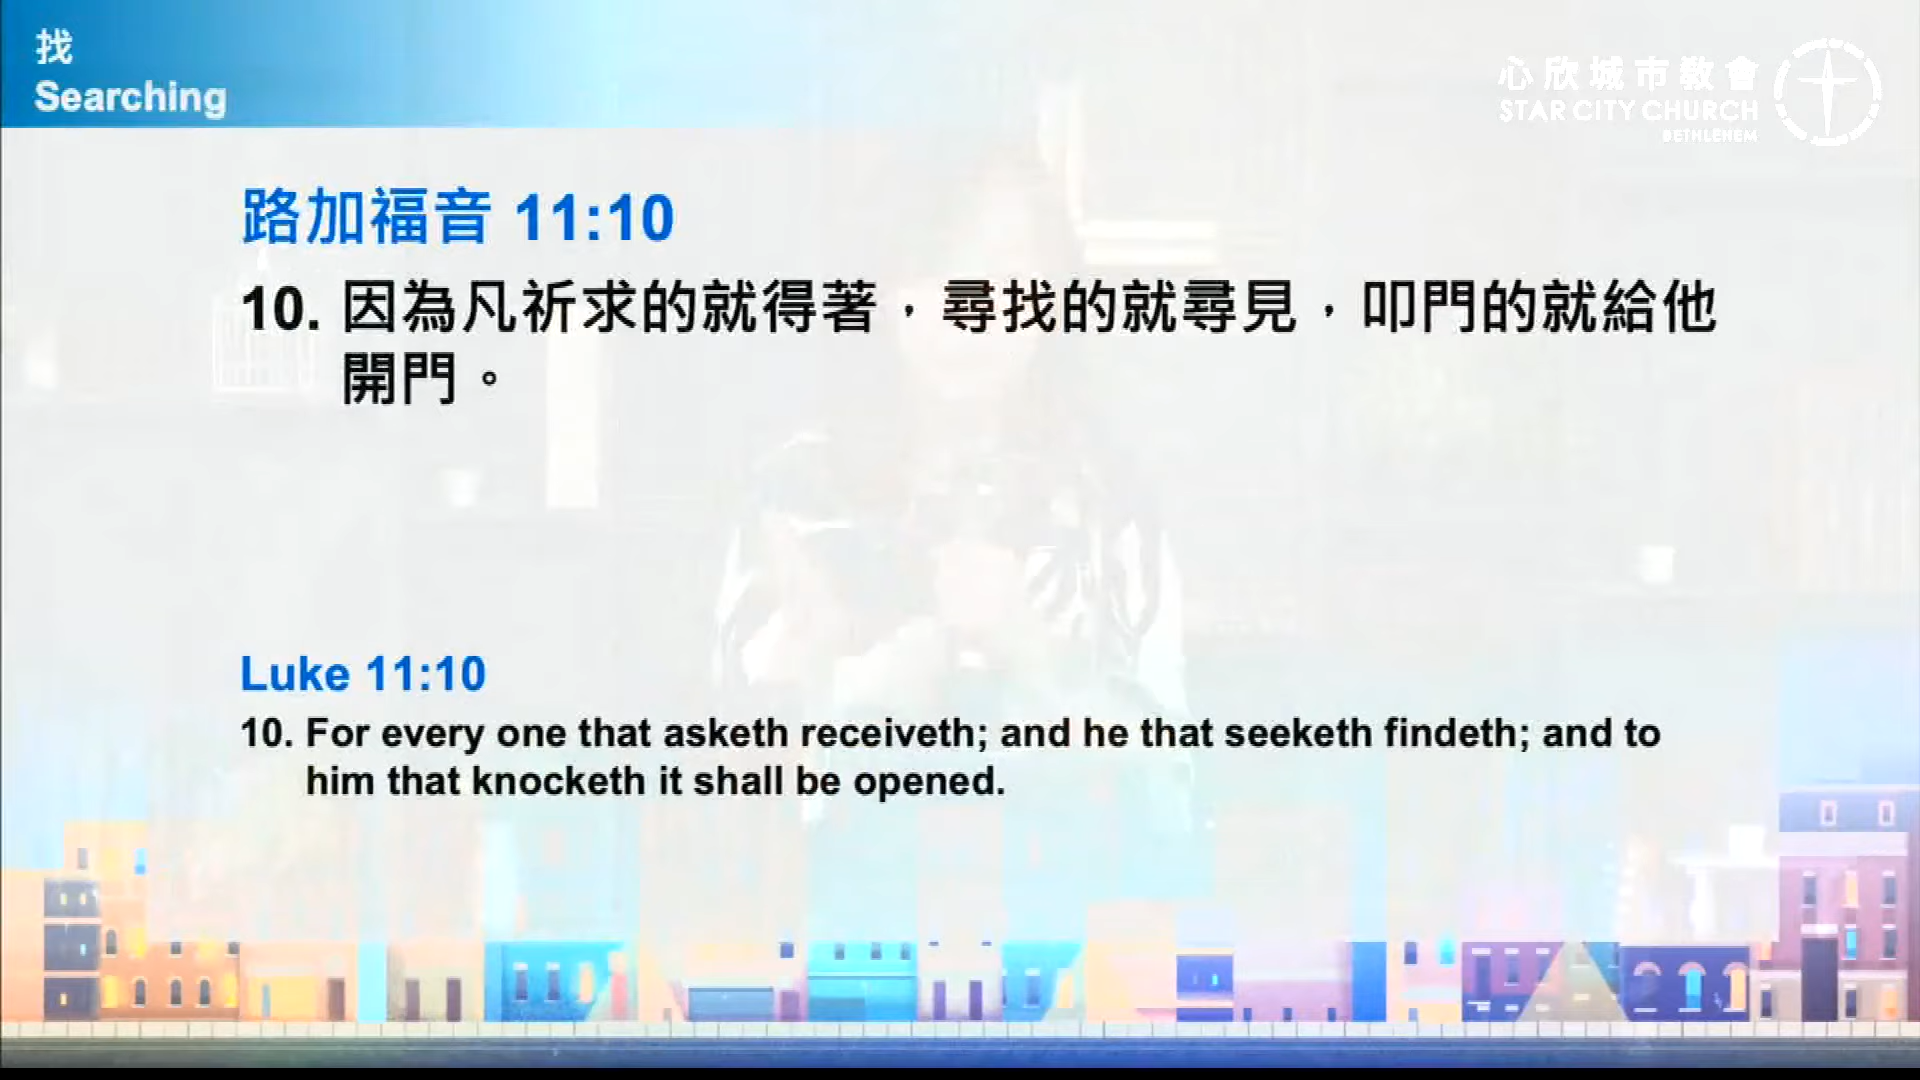 找
Searching
心欣城市教會
STAR CITY CHURCH
BETHLEHEM
路加福音 11:10
10. 因為凡祈求的就得著，尋找的就尋見，叩門的就給他
開門。
Luke 11:10
10. For every one that asketh receiveth; and he that seeketh findeth; and to
him that knocketh it shall be opened.